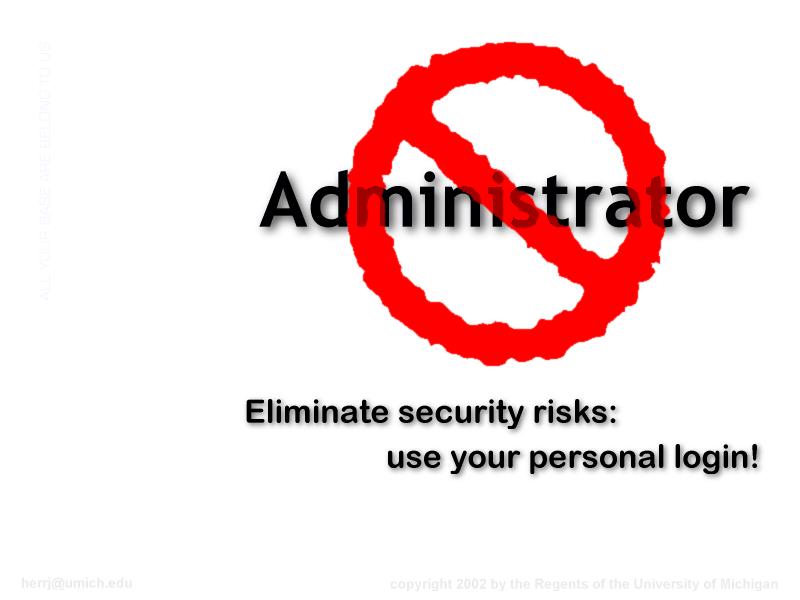 ALL YOUR BASE ARE BELONG TO US
Administrator
Eliminate security risks:
use your personal login!
herrj@umich.edu
copyright 2002 by the Regents of the University of Michigan